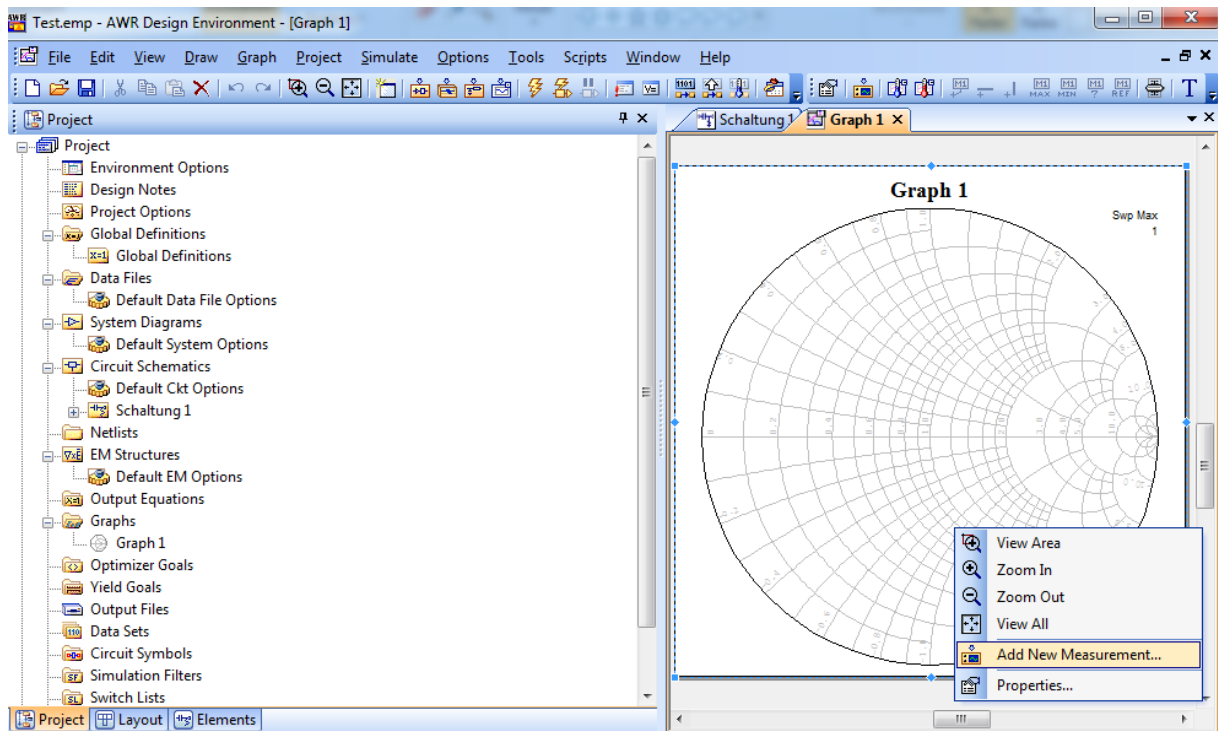 Test.emp - AWR Design Environment - [Graph 1]
File Edit View Draw Graph Project Simulate Options Tools Scripts Window Help
Project
Schaltung 1
Graph 1
Project
Environment Options
Design Notes
Project Options
Global Definitions
Global Definitions
Data Files
Default Data File Options
System Diagrams
Default System Options
Circuit Schematics
Default Ckt Options
Schaltung 1
Netlists
EM Structures
Default EM Options
Output Equations
Graphs
Graph 1
Optimizer Goals
Yield Goals
Output Files
Data Sets
Circuit Symbols
Simulation Filters
Switch Lists
Project Layout Elements
Graph 1
Swp Max
1
View Area
Zoom In
Zoom Out
View All
Add New Measurement...
Properties...